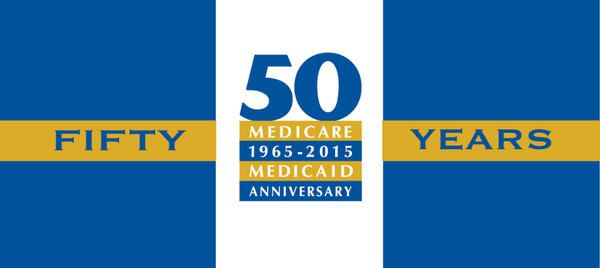 FIFTY
50
MEDICARE
1965-2015
MEDICAID
ANNIVERSARY
YEARS